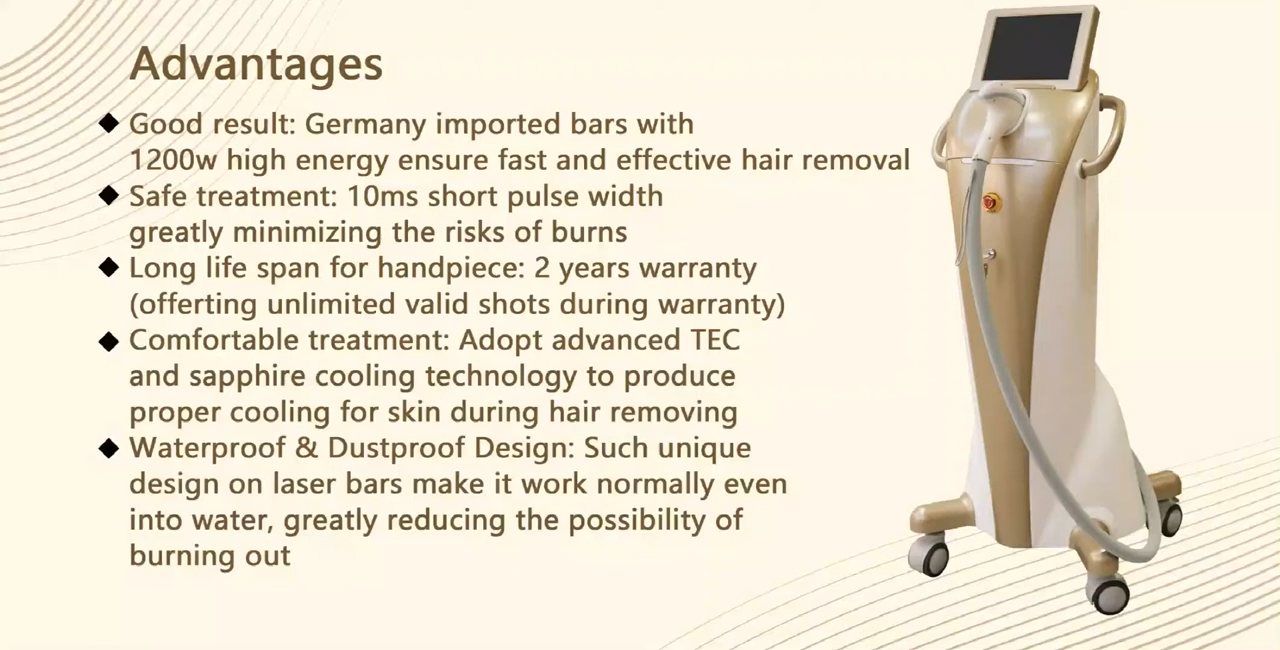 Advantages
◆ Good result: Germany imported bars with
1200w high energy ensure fast and effective hair removal
◆ Safe treatment: 10ms short pulse width
greatly minimizing the risks of burns
◆ Long life span for handpiece: 2 years warranty
(offerting unlimited valid shots during warranty)
◆ Comfortable treatment: Adopt advanced TEC
and sapphire cooling technology to produce
proper cooling for skin during hair removing
◆ Waterproof & Dustproof Design: Such unique
design on laser bars make it work normally even
into water, greatly reducing the possibility of
burning out